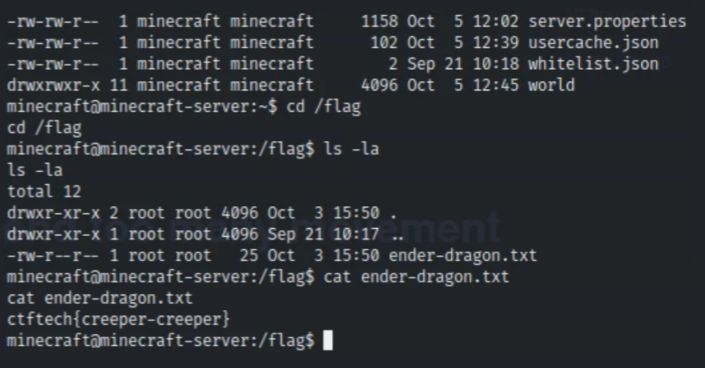 -rw-rw-r--  1 minecraft minecraft     1158 Oct  5 12:02 server.properties
-rw-rw-r--  1 minecraft minecraft      102 Oct  5 12:39 usercache.json
-rw-rw-r--  1 minecraft minecraft        2 Sep 21 10:18 whitelist.json
drwxrwxr-x 11 minecraft minecraft     4096 Oct  5 12:45 world
minecraft@minecraft-server:~$ cd /flag
cd /flag
minecraft@minecraft-server:/flag$ ls -la
ls -la
total 12
drwxr-xr-x 2 root root 4096 Oct  3 15:50 .
drwxr-xr-x 1 root root 4096 Sep 21 10:17 ..
-rw-r--r-- 1 root root   25 Oct  3 15:50 ender-dragon.txt
minecraft@minecraft-server:/flag$ cat ender-dragon.txt
cat ender-dragon.txt
ctftech{creeper-creeper}
minecraft@minecraft-server:/flag$